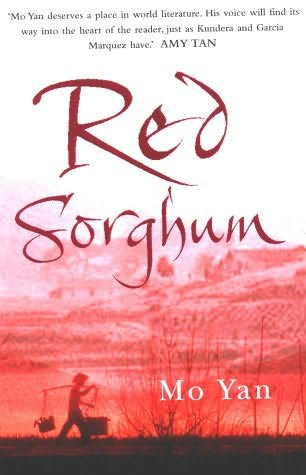 ‘Mo Yan deserves a place in world literature. His voice will find its
way into the heart of the reader, just as Kundera and Garcia
Marquez have.’ AMY TAN
Red
Sorghum
Mo Yan